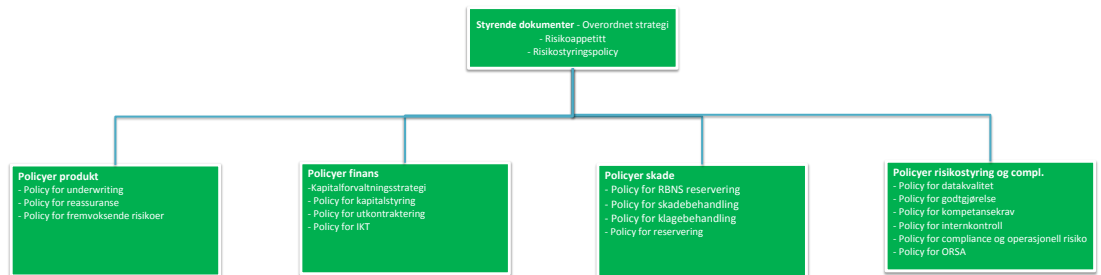 Styrende dokumenter - Overordnet strategi
- Risikoappetitt
- Risikostyringspolicy
Policyer produkt
- Policy for underwriting
- Policy for reassuranse
- Policy for fremvoksende risikoer
Policyer finans
-Kapitalforvaltningsstrategi
- Policy for kapitalstyring
- Policy for utkontraktering
- Policy for IKT
Policyer skade
- Policy for RBNS reservering
- Policy for skadebehandling
- Policy for klagebehandling
- Policy for reservering
Policyer risikostyring og compl.
- Policy for datakvalitet
- Policy for godtgjørelse
- Policy for kompetansekrav
- Policy for internkontroll
- Policy for compliance og operasjonell risiko
- Policy for ORSA